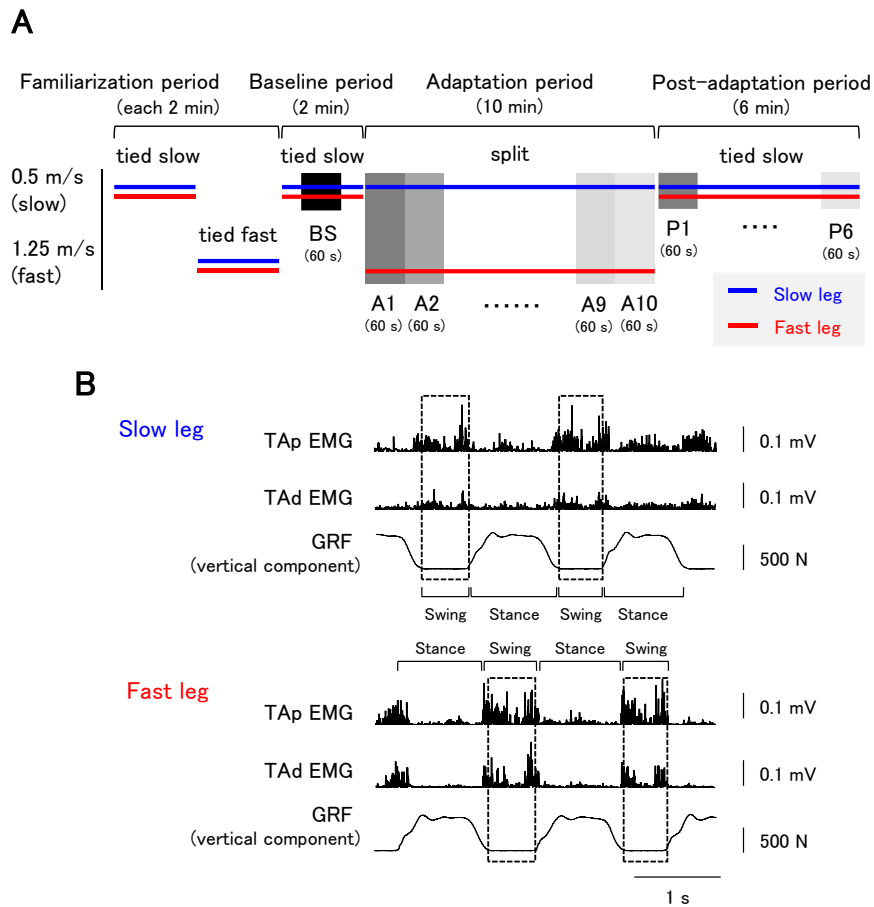 A
Familiarization period
(each 2 min)
Baseline period
(2 min)
Adaptation period
(10 min)
Post-adaptation period
(6 min)
tied slow
tied slow
split
tied slow
0.5 m/s
(slow)
tied fast
1.25 m/s
(fast)
BS
(60 s)
P1
(60 s)
····
P6
(60 s)
A1
(60 s)
A2
(60 s)
······
A9
(60 s)
A10
(60 s)
Slow leg
Fast leg
B
Slow leg
TAp EMG
0.1 mV
TAd EMG
0.1 mV
GRF
(vertical component)
500 N
Swing Stance Swing Stance
Stance Swing Stance Swing
Fast leg
TAp EMG
0.1 mV
TAd EMG
0.1 mV
GRF
(vertical component)
500 N
1 s